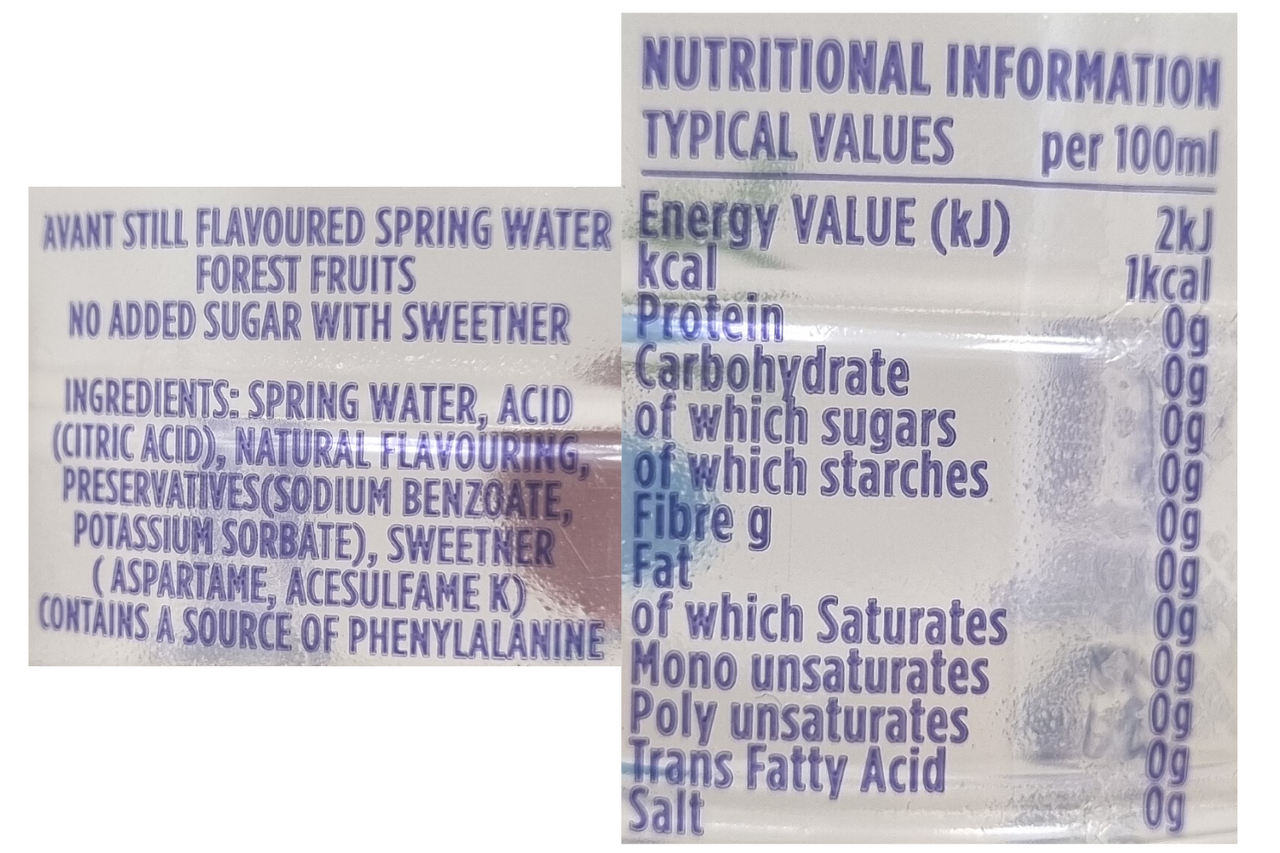 AVANT STILL FLAVOURED SPRING WATER
FOREST FRUITS
NO ADDED SUGAR WITH SWEETNER
INGREDIENTS: SPRING WATER, ACID
(CITRIC ACID), NATURAL FLAVOURING,
PRESERVATIVES(SODIUM BENZOATE,
POTASSIUM SORBATE), SWEETNER
( ASPARTAME, ACESULFAME K)
CONTAINS A SOURCE OF PHENYLALANINE
NUTRITIONAL INFORMATION
TYPICAL VALUES per 100ml
Energy VALUE (kJ) 2kJ
kcal 1kcal
Protein 0g
Carbohydrate 0g
of which sugars 0g
of which starches 0g
Fibre g 0g
Fat 0g
of which Saturates 0g
Mono unsaturates 0g
Poly unsaturates 0g
Trans Fatty Acid 0g
Salt 0g